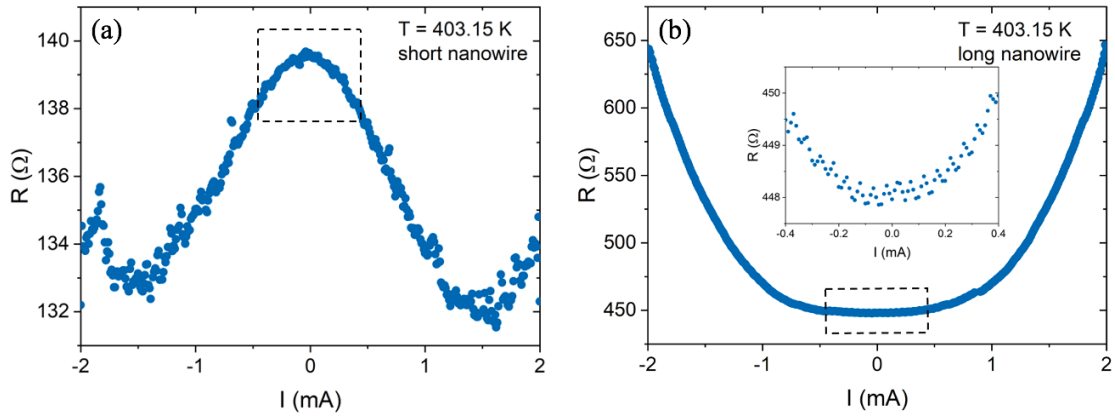 (a)
T = 403.15 K
short nanowire
R (Ω)
140
138
136
134
132
-2 -1 0 1 2
I (mA)
(b)
T = 403.15 K
long nanowire
R (Ω)
650
600
550
500
450
R (Ω)
450
449
448
-0.4 -0.2 0.0 0.2 0.4
I (mA)
-2 -1 0 1 2
I (mA)